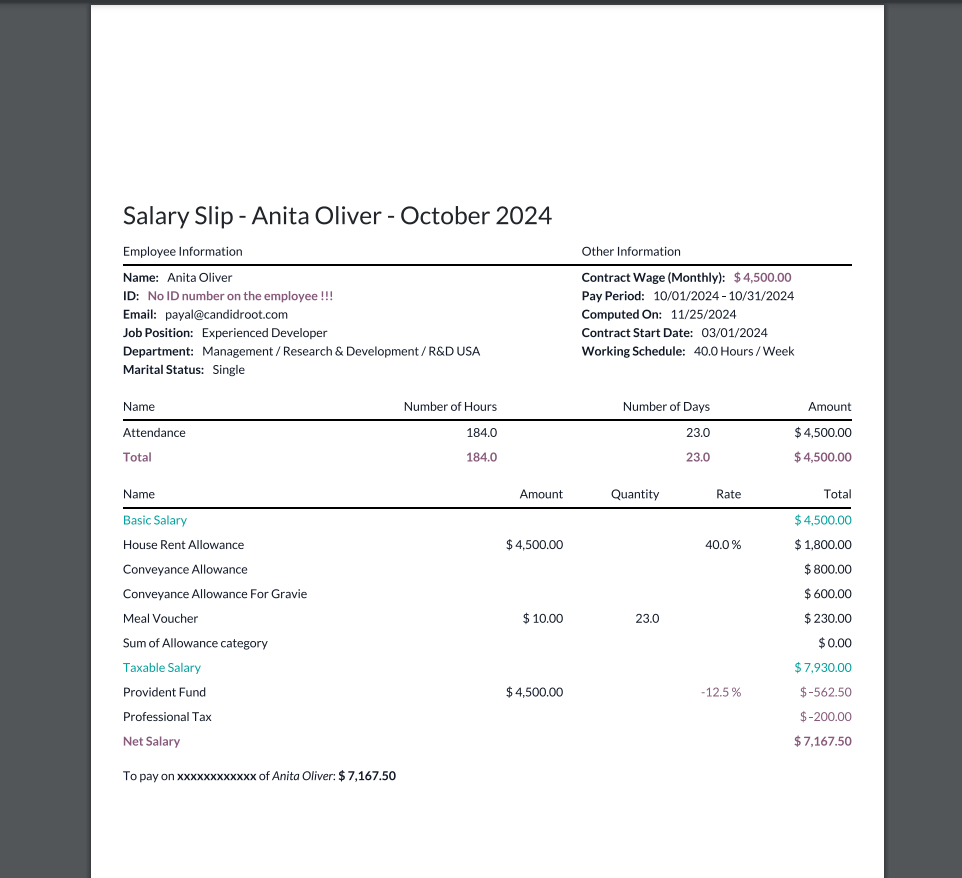 Salary Slip - Anita Oliver - October 2024
Employee Information Other Information
Name: Anita Oliver Contract Wage (Monthly): $ 4,500.00
ID: No ID number on the employee !!! Pay Period: 10/01/2024 - 10/31/2024
Email: payal@candidroot.com Computed On: 11/25/2024
Job Position: Experienced Developer Contract Start Date: 03/01/2024
Department: Management / Research & Development / R&D USA Working Schedule: 40.0 Hours / Week
Marital Status: Single
Name Number of Hours Number of Days Amount
Attendance 184.0 23.0 $ 4,500.00
Total 184.0 23.0 $ 4,500.00
Name Amount Quantity Rate Total
Basic Salary $ 4,500.00
House Rent Allowance $ 4,500.00 40.0 % $ 1,800.00
Conveyance Allowance $ 800.00
Conveyance Allowance For Gravie $ 600.00
Meal Voucher $ 10.00 23.0 $ 230.00
Sum of Allowance category $ 0.00
Taxable Salary $ 7,930.00
Provident Fund $ 4,500.00 -12.5 % $ -562.50
Professional Tax $ -200.00
Net Salary $ 7,167.50
To pay on xxxxxxxxxxxx of Anita Oliver: $ 7,167.50